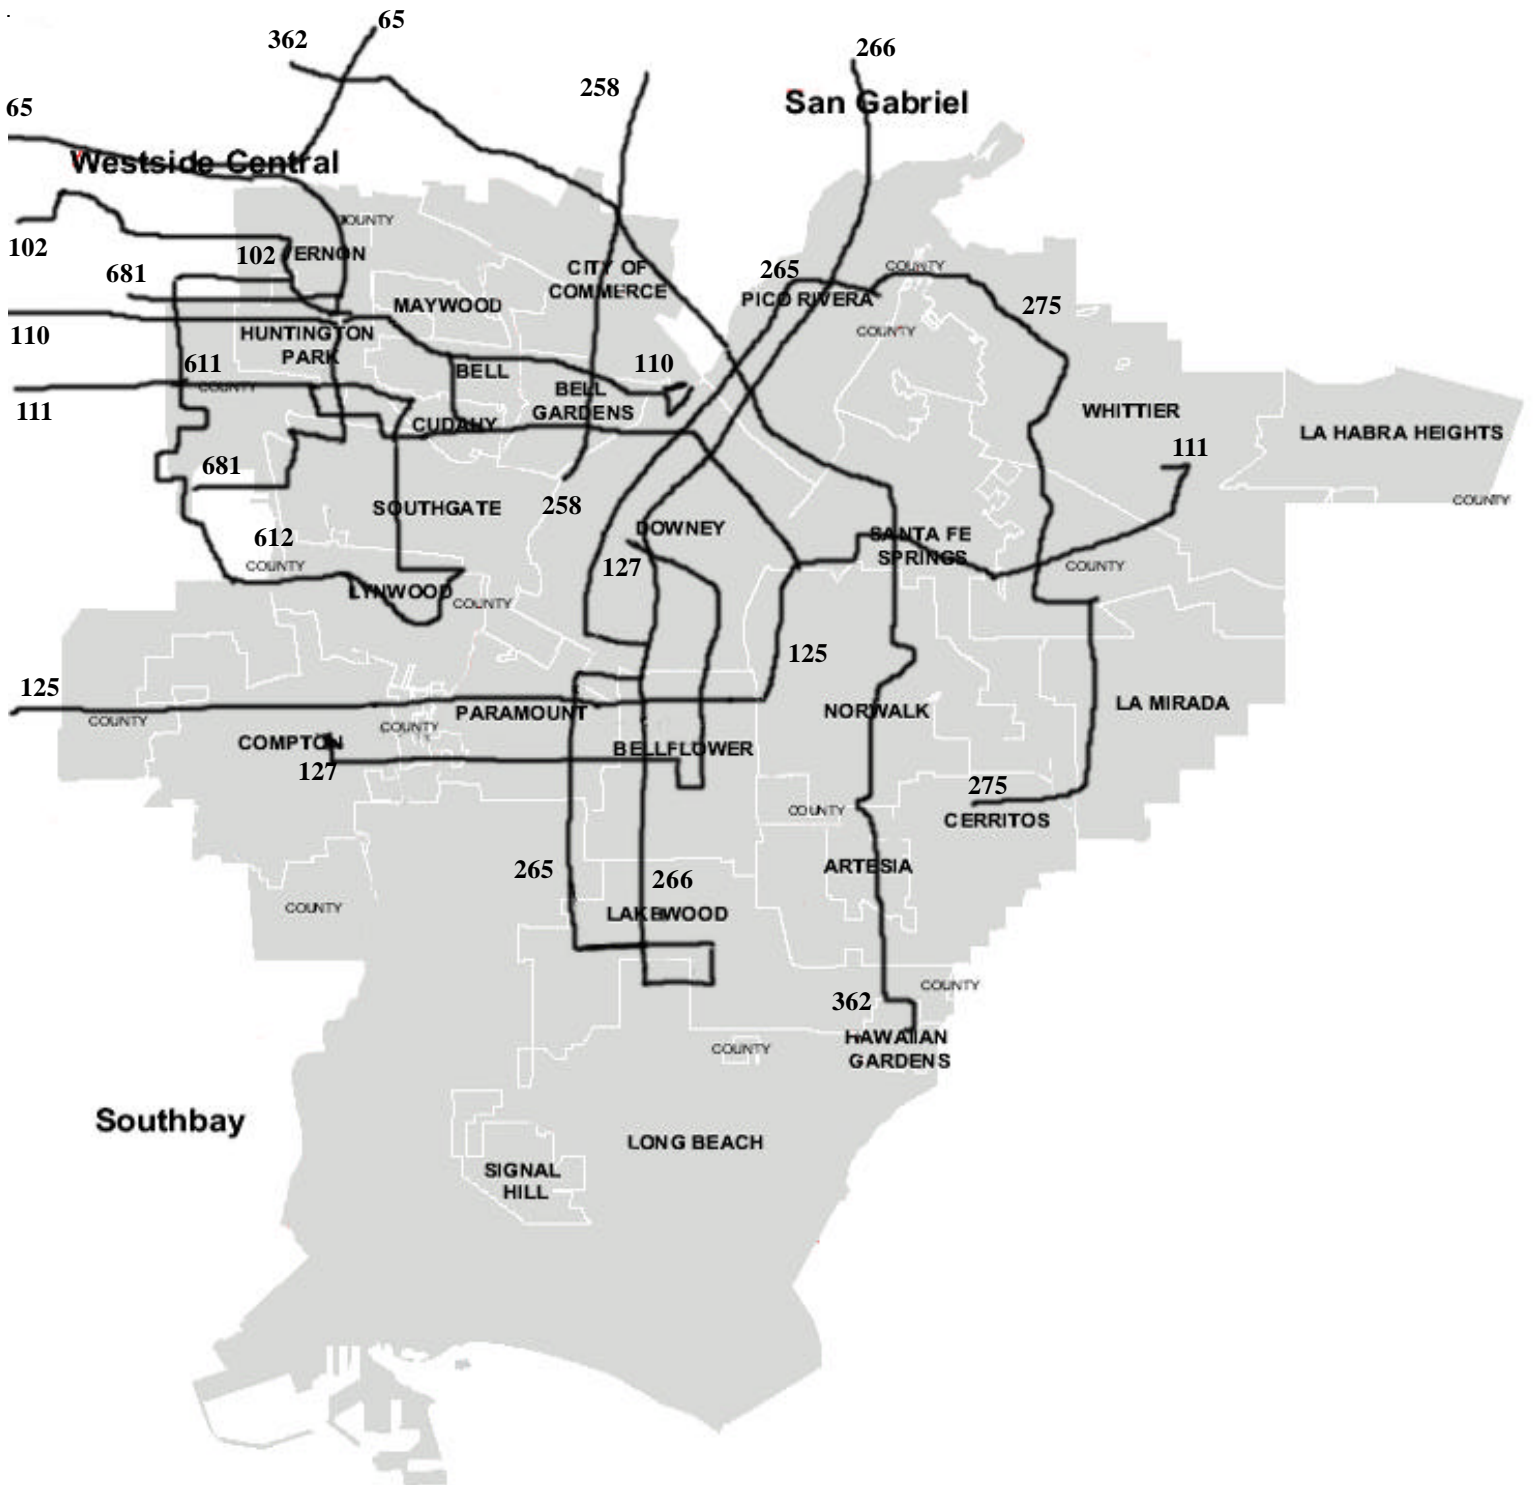 65
362
266
258
San Gabriel
65
Westside Central
COUNTY
102
102
ERNON
681
265
COUNTY
CITY OF
COMMERCE
PICO RIVERA
275
MAYWOOD
110
HUNTINGTON
PARK
COUNTY
611
COUNTY
BELL
110
BELL
GARDENS
111
CUDAHY
WHITTIER
LA HABRA HEIGHTS
111
681
COUNTY
SOUTHGATE
258
DOWNEY
612
SANTA FE
SPRINGS
COUNTY
127
COUNTY
LYNWOOD
COUNTY
125
125
COUNTY
PARAMOUNT
COUNTY
NORWALK
LA MIRADA
COMPTON
127
BELLFLOWER
275
COUNTY
CERRITOS
265
266
ARTESIA
COUNTY
LAKEWOOD
COUNTY
362
HAWAIIAN
GARDENS
COUNTY
Southbay
LONG BEACH
SIGNAL
HILL